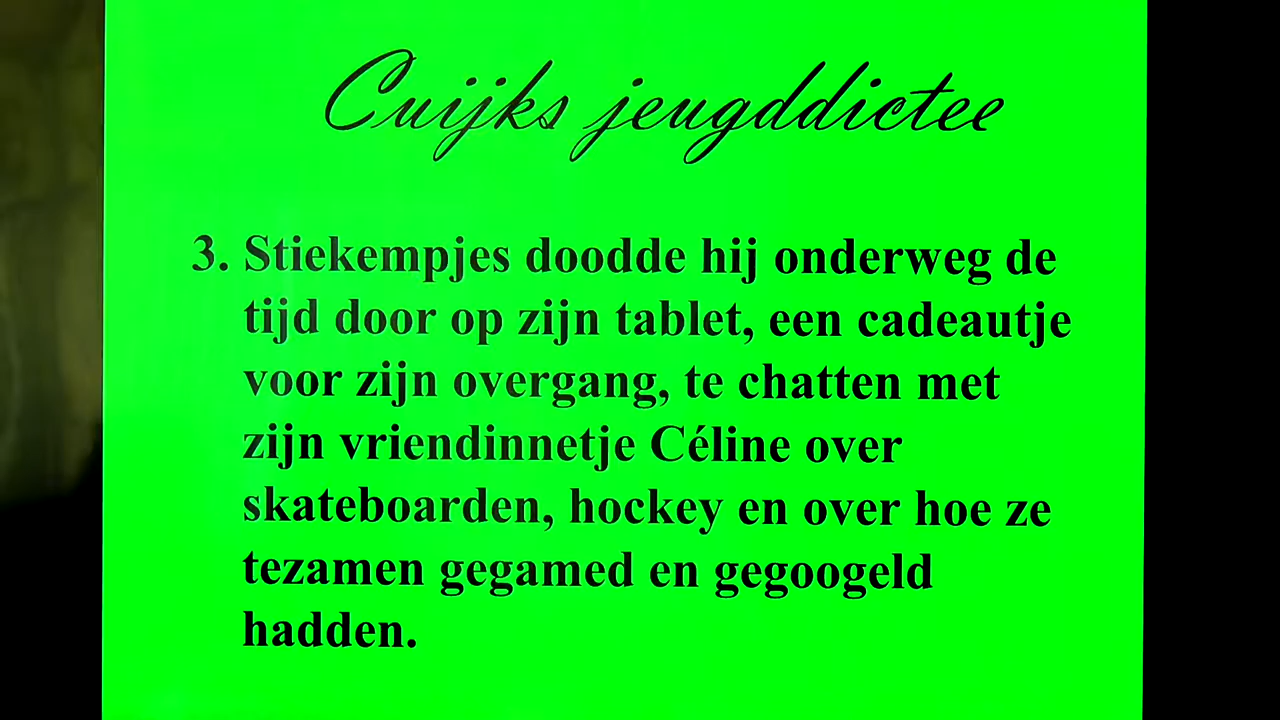 Cuijks jeugddictee
3. Stiekempjes doodde hij onderweg de
tijd door op zijn tablet, een cadeautje
voor zijn overgang, te chatten met
zijn vriendinnetje Céline over
skateboarden, hockey en over hoe ze
tezamen gegamed en gegoogeld
hadden.